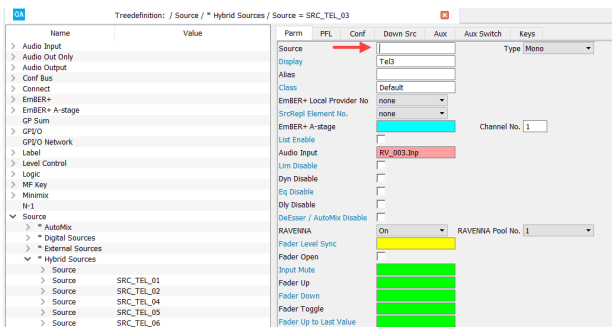 OA Treedefinition: / Source / * Hybrid Sources / Source = SRC_TEL_03
Name Value
Audio Input
Audio Out Only
Audio Output
Conf Bus
Connect
EmBER+
EmBER+ A-stage
GP Sum
GPI/O
GPI/O Network
Label
Level Control
Logic
MF Key
Minimix
N-1
Source
* AutoMix
* Digital Sources
* External Sources
* Hybrid Sources
Source SRC_TEL_01
Source SRC_TEL_02
Source SRC_TEL_04
Source SRC_TEL_05
Source SRC_TEL_06
Parm PFL Conf Down Src Aux Aux Switch Keys
Source Type Mono
Display Tel3
Alias
Class Default
EmBER+ Local Provider No none
SrcRepl Element No. none
EmBER+ A-stage Channel No. 1
List Enable
Audio Input RV_003.Inp
Lim Disable
Dyn Disable
Eq Disable
Dly Disable
DeEsser / AutoMix Disable
RAVENNA On RAVENNA Pool No. 1
Fader Level Sync
Fader Open
Input Mute
Fader Up
Fader Down
Fader Toggle
Fader Up to Last Value